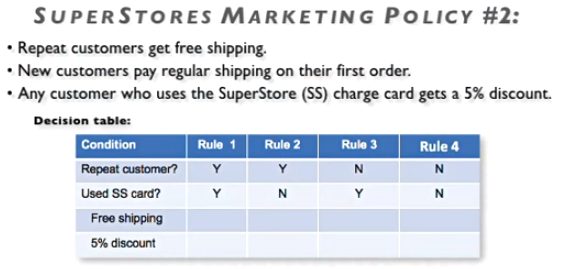 SUPERSTORES MARKETING POLICY #2:
• Repeat customers get free shipping.
• New customers pay regular shipping on their first order.
• Any customer who uses the SuperStore (SS) charge card gets a 5% discount.
Decision table:
Condition Rule 1 Rule 2 Rule 3 Rule 4
Repeat customer? Y Y N N
Used SS card? Y N Y N
Free shipping
5% discount